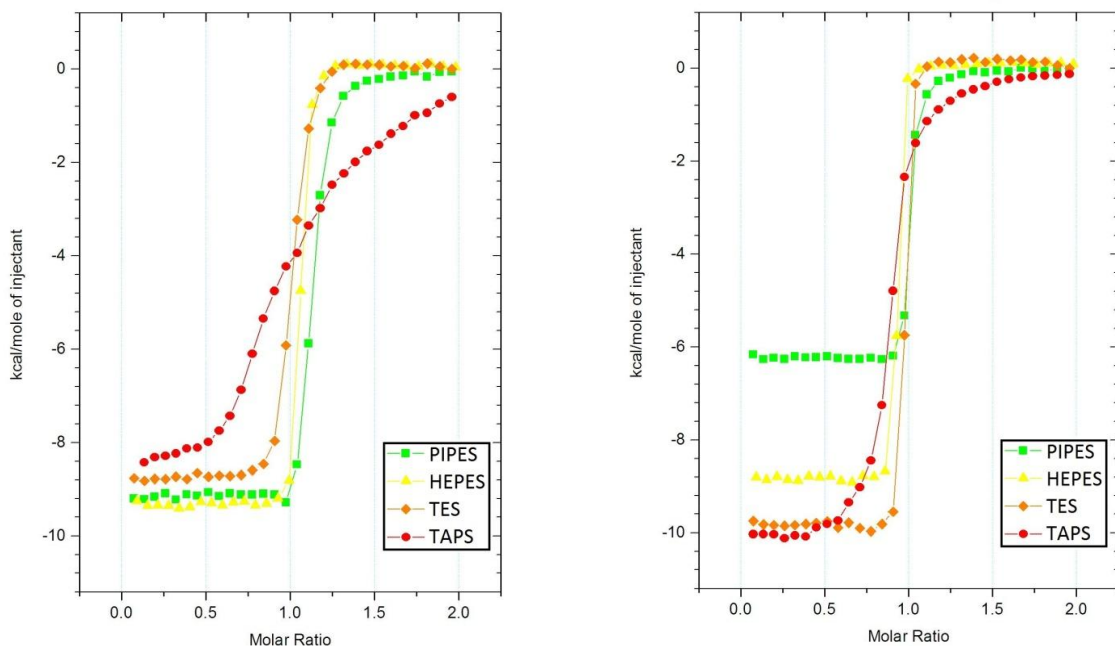 0
-2
-4
-6
-8
-10
kcal/mole of injectant
0.0 0.5 1.0 1.5 2.0
Molar Ratio
PIPES
HEPES
TES
TAPS
0
-2
-4
-6
-8
-10
kcal/mole of injectant
0.0 0.5 1.0 1.5 2.0
Molar Ratio
PIPES
HEPES
TES
TAPS